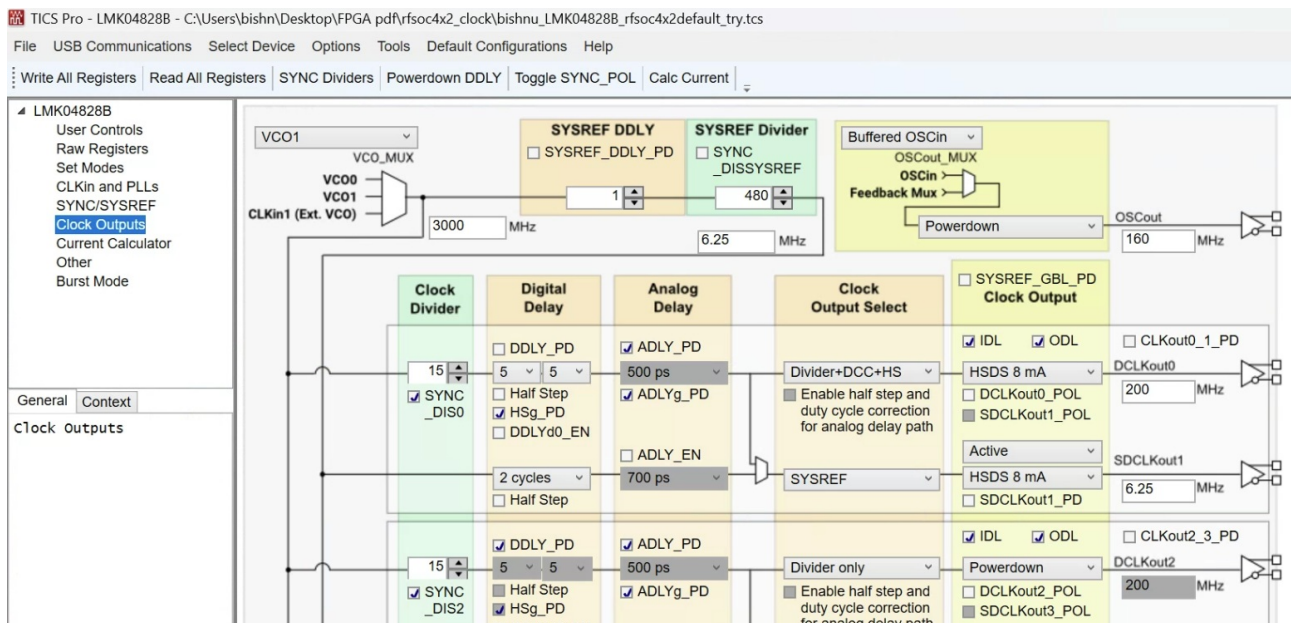 TICS Pro - LMK04828B - C:\Users\bishn\Desktop\FPGA pdf\rfsoc4x2_clock\bishnu_LMK04828B_rfsoc4x2default_try.tcs
File USB Communications Select Device Options Tools Default Configurations Help
Write All Registers Read All Registers SYNC Dividers Powerdown DDLY Toggle SYNC_POL Calc Current
LMK04828B
User Controls
Raw Registers
Set Modes
CLKin and PLLs
SYNC/SYSREF
Clock Outputs
Current Calculator
Other
Burst Mode
General Context
Clock Outputs
VCO1
VCO_MUX
VCO0
VCO1
CLKin1 (Ext. VCO)
3000 MHz
SYSREF DDLY
SYSREF_DDLY_PD
1
SYSREF Divider
SYNC
_DISSYSREF
480
6.25 MHz
Buffered OSCin
OSCout_MUX
OSCin
Feedback Mux
Powerdown
OSCout
160 MHz
Clock
Divider
Digital
Delay
Analog
Delay
Clock
Output Select
SYSREF_GBL_PD
Clock Output
15
SYNC
_DIS0
DDLY_PD
5 5
Half Step
HSg_PD
DDLYd0_EN
2 cycles
Half Step
ADLY_PD
500 ps
ADLYg_PD
ADLY_EN
700 ps
Divider+DCC+HS
Enable half step and
duty cycle correction
for analog delay path
SYSREF
IDL ODL
HSDS 8 mA
DCLKout0_POL
SDCLKout1_POL
Active
HSDS 8 mA
SDCLKout1_PD
CLKout0_1_PD
DCLKout0
200 MHz
SDCLKout1
6.25 MHz
15
SYNC
_DIS2
DDLY_PD
5 5
Half Step
HSg_PD
ADLY_PD
500 ps
ADLYg_PD
Divider only
Enable half step and
duty cycle correction
for analog delay path
IDL ODL
Powerdown
DCLKout2_POL
SDCLKout3_POL
CLKout2_3_PD
DCLKout2
200 MHz